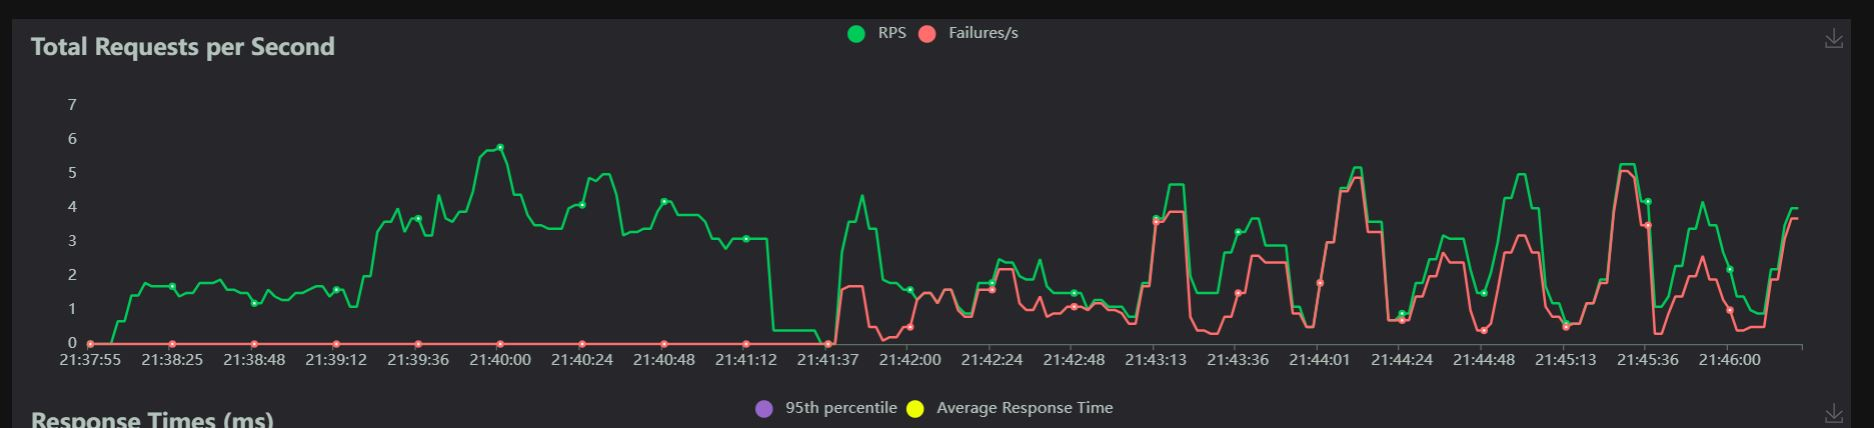 Total Requests per Second
RPS Failures/s
7
6
5
4
3
2
1
0
21:37:55 21:38:25 21:38:48 21:39:12 21:39:36 21:40:00 21:40:24 21:40:48 21:41:12 21:41:37 21:42:00 21:42:24 21:42:48 21:43:13 21:43:36 21:44:01 21:44:24 21:44:48 21:45:13 21:45:36 21:46:00
Response Times (ms)
95th percentile Average Response Time